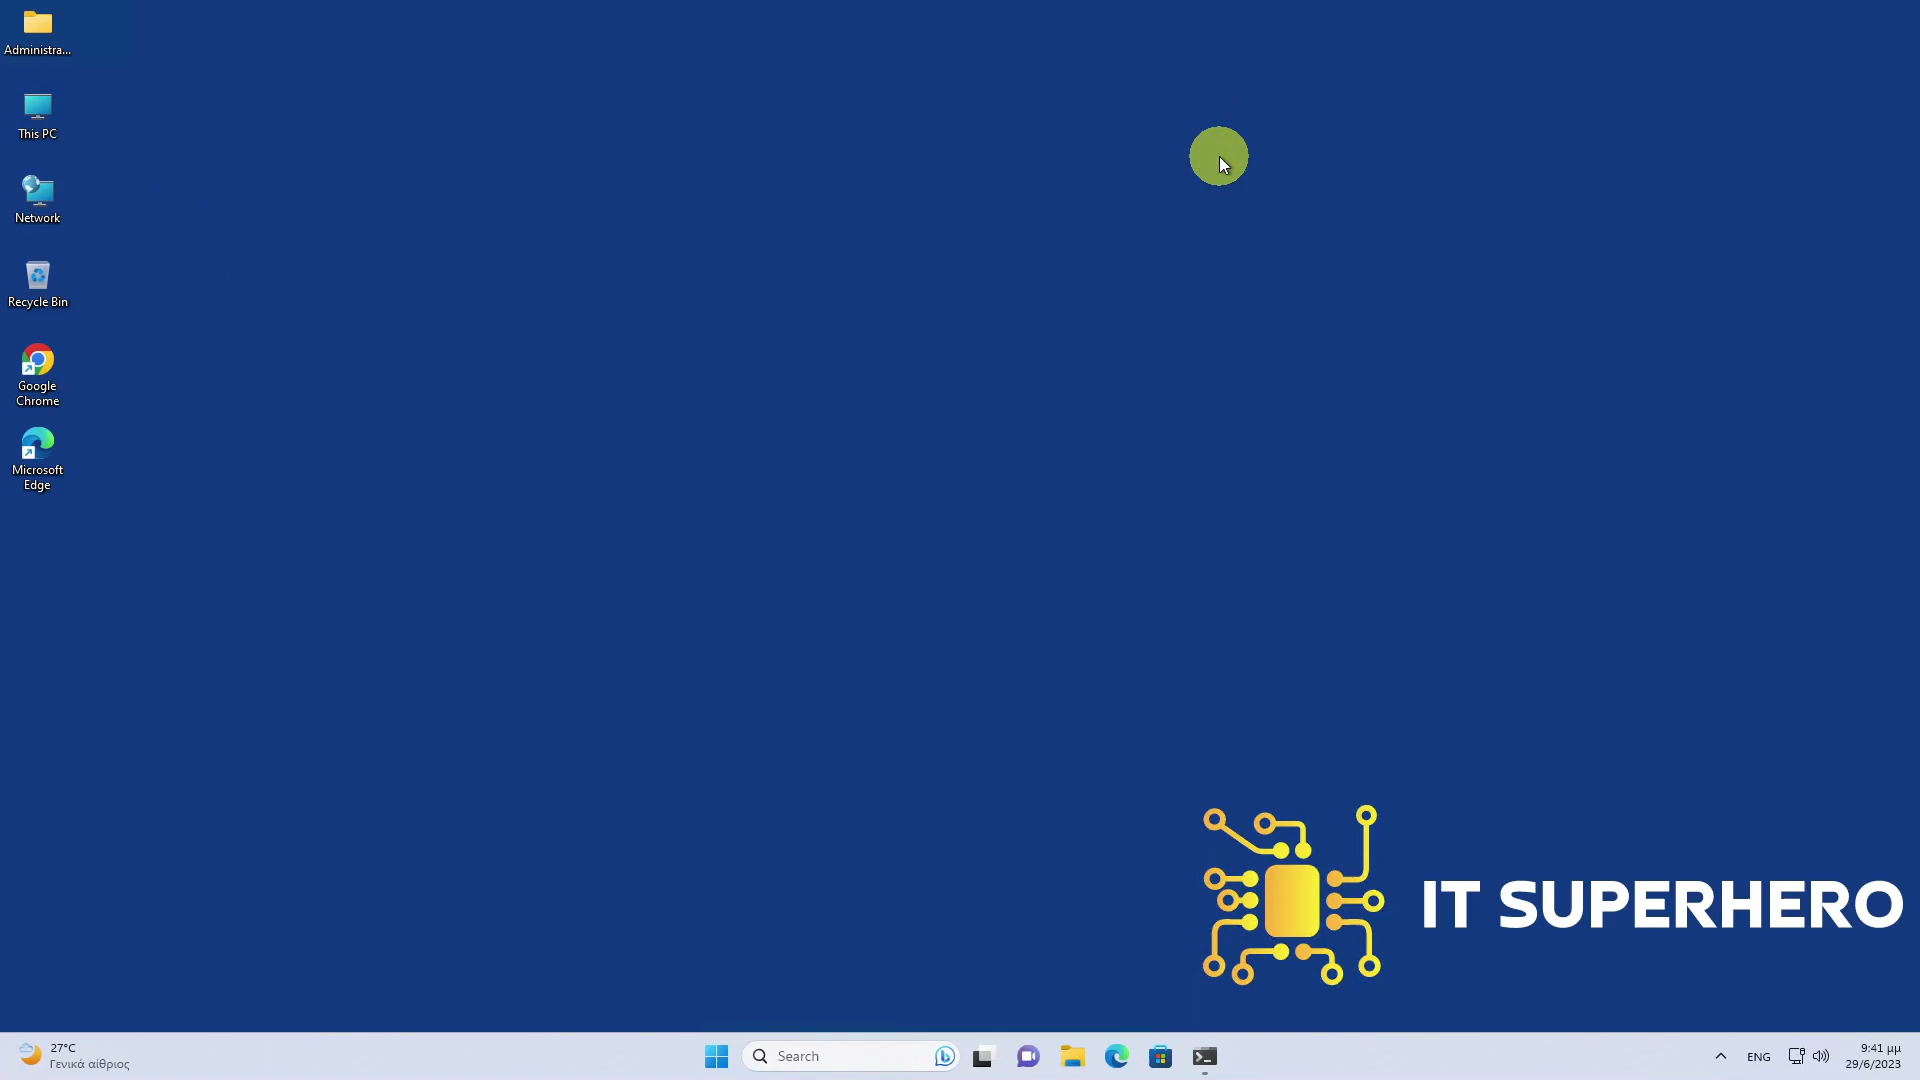 Administra...
This PC
Network
Recycle Bin
Google
Chrome
Microsoft
Edge
IT SUPERHERO
27°C
Γενικά αίθριος
Search
ENG
9:41 μμ
29/6/2023